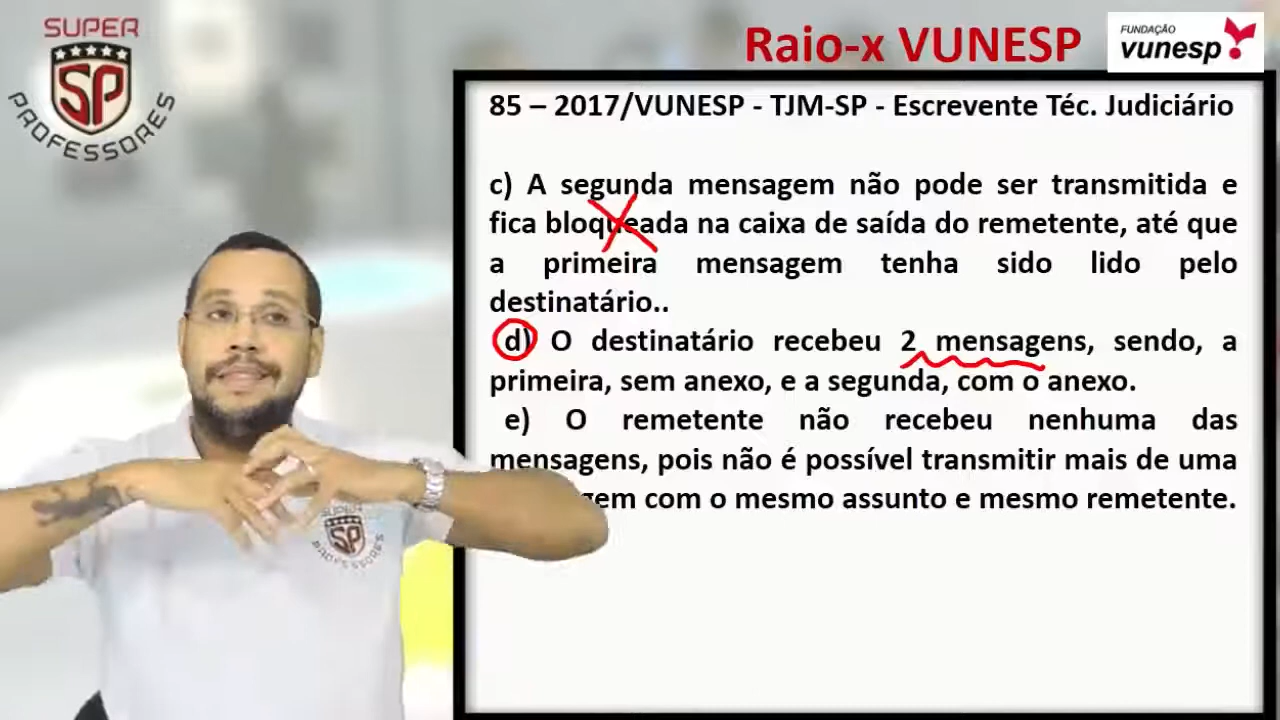 SUPER
SP
PROFESSORES
Raio-x VUNESP
FUNDAÇÃO
vunesp
85 – 2017/VUNESP - TJM-SP - Escrevente Téc. Judiciário
c) A segunda mensagem não pode ser transmitida e
fica bloqueada na caixa de saída do remetente, até que
a primeira mensagem tenha sido lido pelo
destinatário..
d) O destinatário recebeu 2 mensagens, sendo, a
primeira, sem anexo, e a segunda, com o anexo.
e) O remetente não recebeu nenhuma das
mensagens, pois não é possível transmitir mais de uma
gem com o mesmo assunto e mesmo remetente.
SP
PROFESSORES